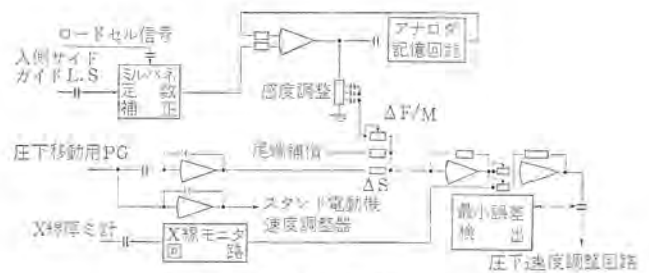 ロードセル信号
入側サイド
ガイドL.S
ミルバネ
定数
補正
アナログ
記憶回路
感度調整
ΔF/M
尾端補償
圧下移動用PG
ΔS
スタンド電動機
速度調整器
X線厚ミ計
X線モニタ
回路
最小誤差
検出
圧下速度調整回路